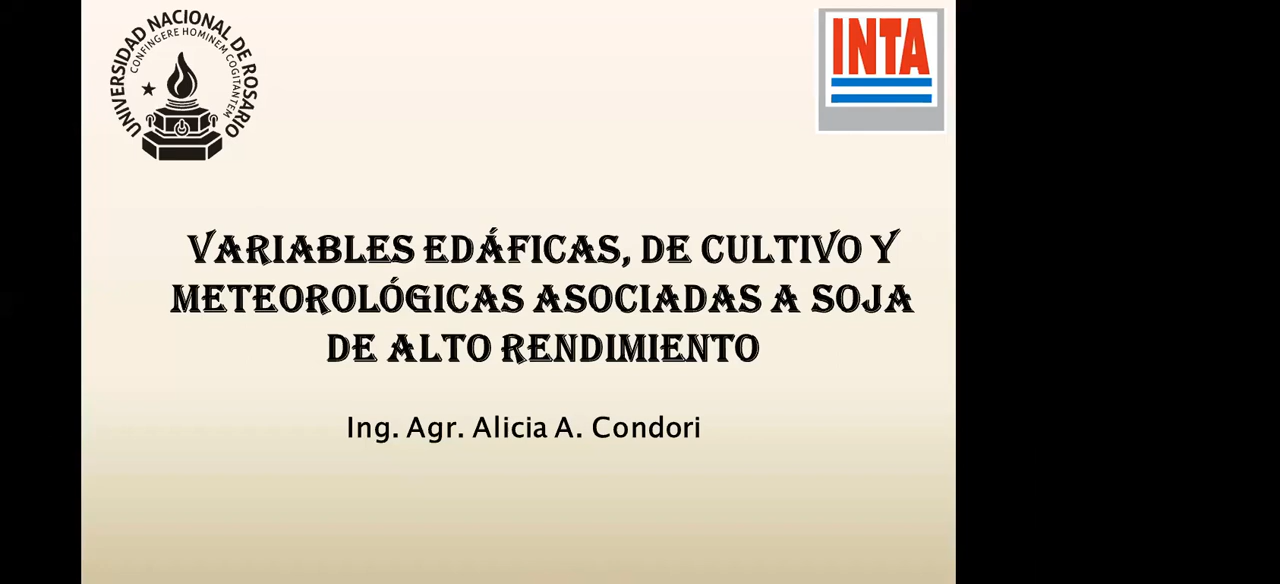 UNIVERSIDAD NACIONAL DE ROSARIO
CONFINGERE HOMINEM COGITANTEM
INTA
VARIABLES EDÁFICAS, DE CULTIVO Y
METEOROLÓGICAS ASOCIADAS A SOJA
DE ALTO RENDIMIENTO
Ing. Agr. Alicia A. Condori